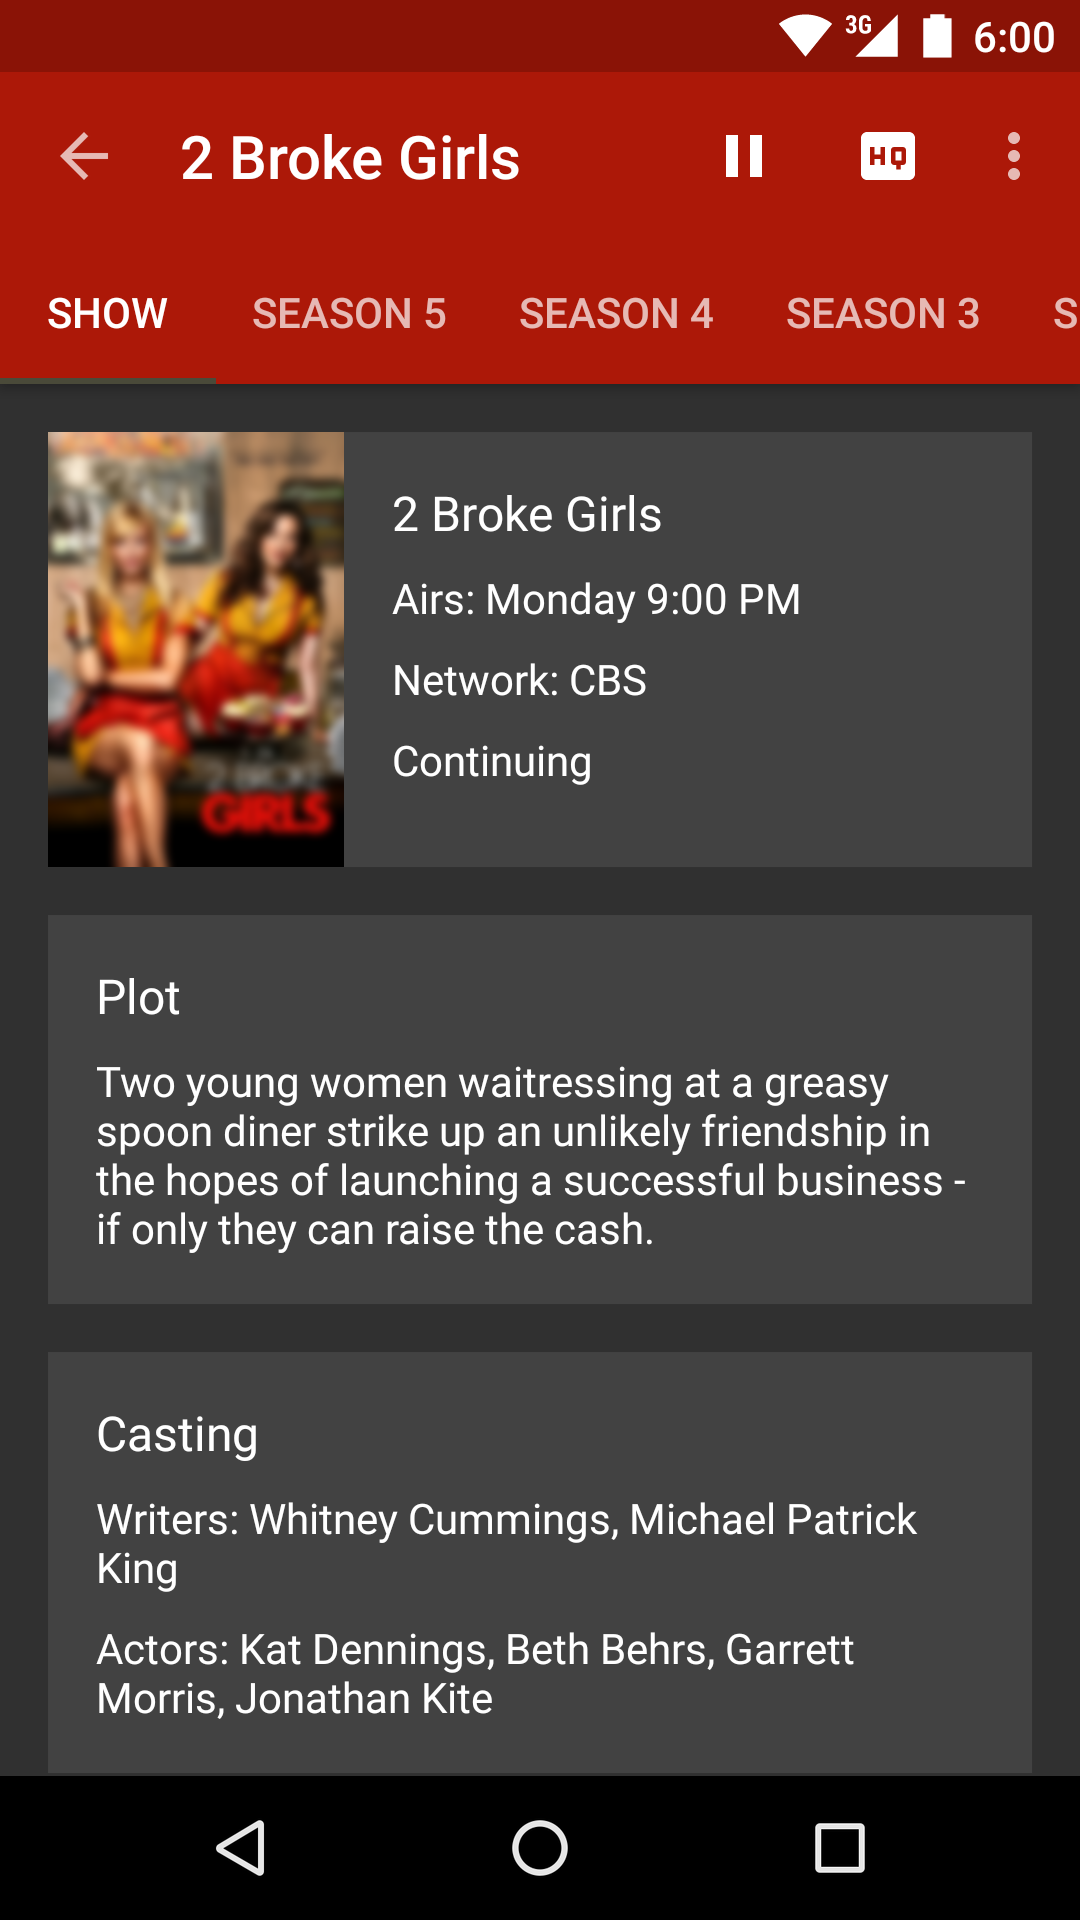 3G 6:00
2 Broke Girls HQ
SHOW SEASON 5 SEASON 4 SEASON 3 S
2 Broke Girls
Airs: Monday 9:00 PM
Network: CBS
Continuing
2 BROKE
GIRLS
Plot
Two young women waitressing at a greasy
spoon diner strike up an unlikely friendship in
the hopes of launching a successful business -
if only they can raise the cash.
Casting
Writers: Whitney Cummings, Michael Patrick
King
Actors: Kat Dennings, Beth Behrs, Garrett
Morris, Jonathan Kite